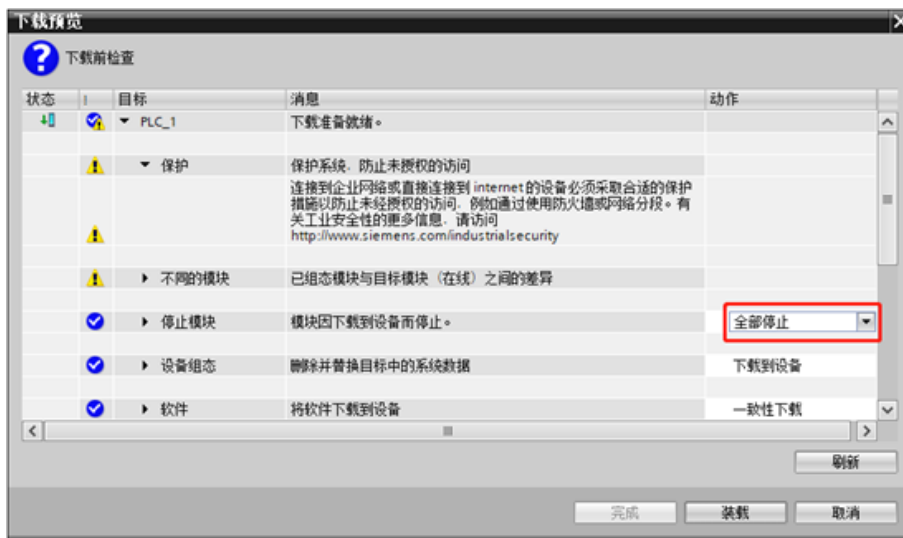 下载预览
下载前检查
状态 ! 目标 消息 动作
PLC_1 下载准备就绪。
保护 保护系统，防止未授权的访问
连接到企业网络或直接连接到 internet 的设备必须采取合适的保护
措施以防止未经授权的访问，例如通过使用防火墙或网络分段。有
关工业安全性的更多信息，请访问
http://www.siemens.com/industrialsecurity
不同的模块 已组态模块与目标模块（在线）之间的差异
停止模块 模块因下载到设备而停止。 全部停止
设备组态 删除并替换目标中的系统数据 下载到设备
软件 将软件下载到设备 一致性下载
刷新
完成 装载 取消